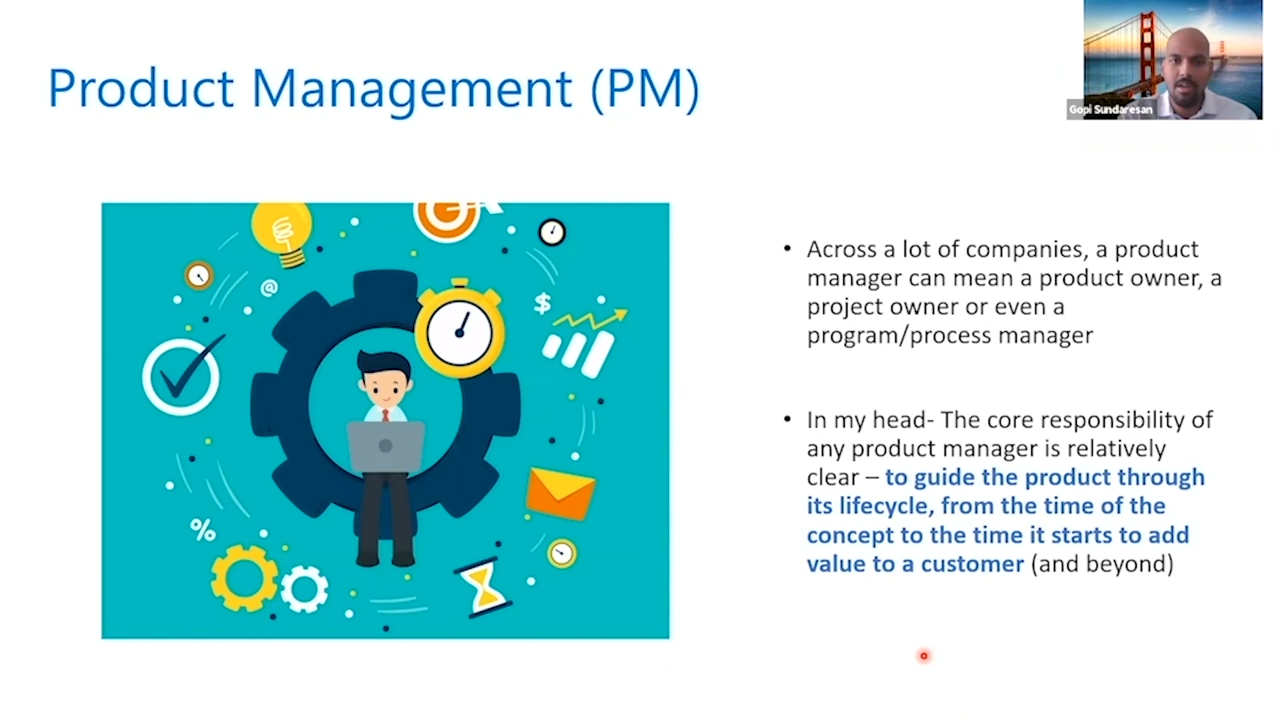 Product Management (PM)
Gopi Sundaresan
@
$
%
• Across a lot of companies, a product
manager can mean a product owner, a
project owner or even a
program/process manager
• In my head- The core responsibility of
any product manager is relatively
clear – to guide the product through
its lifecycle, from the time of the
concept to the time it starts to add
value to a customer (and beyond)